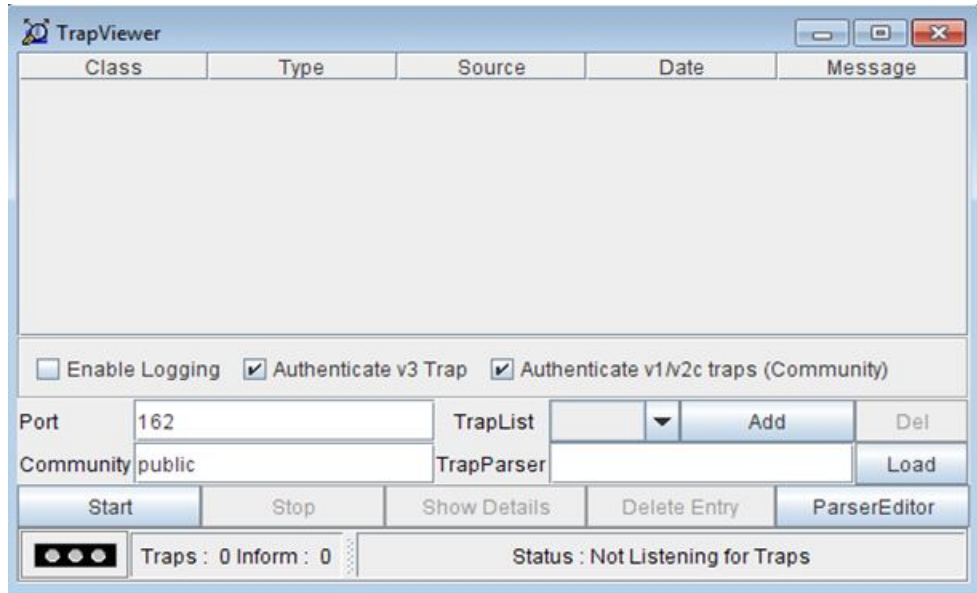 TrapViewer
Class Type Source Date Message
Enable Logging Authenticate v3 Trap Authenticate v1/v2c traps (Community)
Port 162 TrapList Add Del
Community public TrapParser Load
Start Stop Show Details Delete Entry ParserEditor
Traps : 0 Inform : 0 Status : Not Listening for Traps